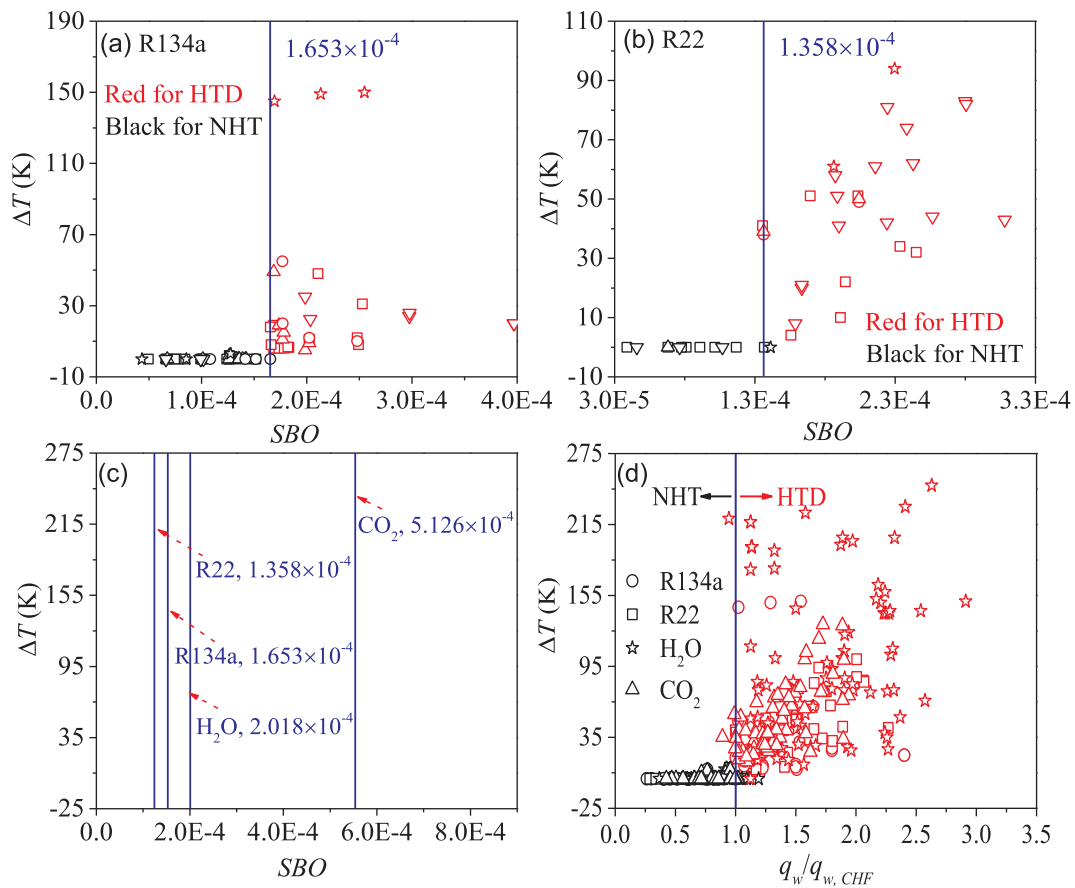 (a) R134a
1.653×10⁻⁴
Red for HTD
Black for NHT
190
150
110
70
30
-10
ΔT (K)
0.0
1.0E-4
2.0E-4
3.0E-4
4.0E-4
SBO
(b) R22
1.358×10⁻⁴
110
90
70
50
30
10
-10
ΔT (K)
Red for HTD
Black for NHT
3.0E-5
1.3E-4
2.3E-4
3.3E-4
SBO
(c)
275
215
155
95
35
-25
ΔT (K)
CO₂, 5.126×10⁻⁴
R22, 1.358×10⁻⁴
R134a, 1.653×10⁻⁴
H₂O, 2.018×10⁻⁴
0.0
2.0E-4
4.0E-4
6.0E-4
8.0E-4
SBO
(d)
275
215
155
95
35
-25
ΔT (K)
NHT
HTD
R134a
R22
H₂O
CO₂
0.0
0.5
1.0
1.5
2.0
2.5
3.0
3.5
q_w/q_w, CHF